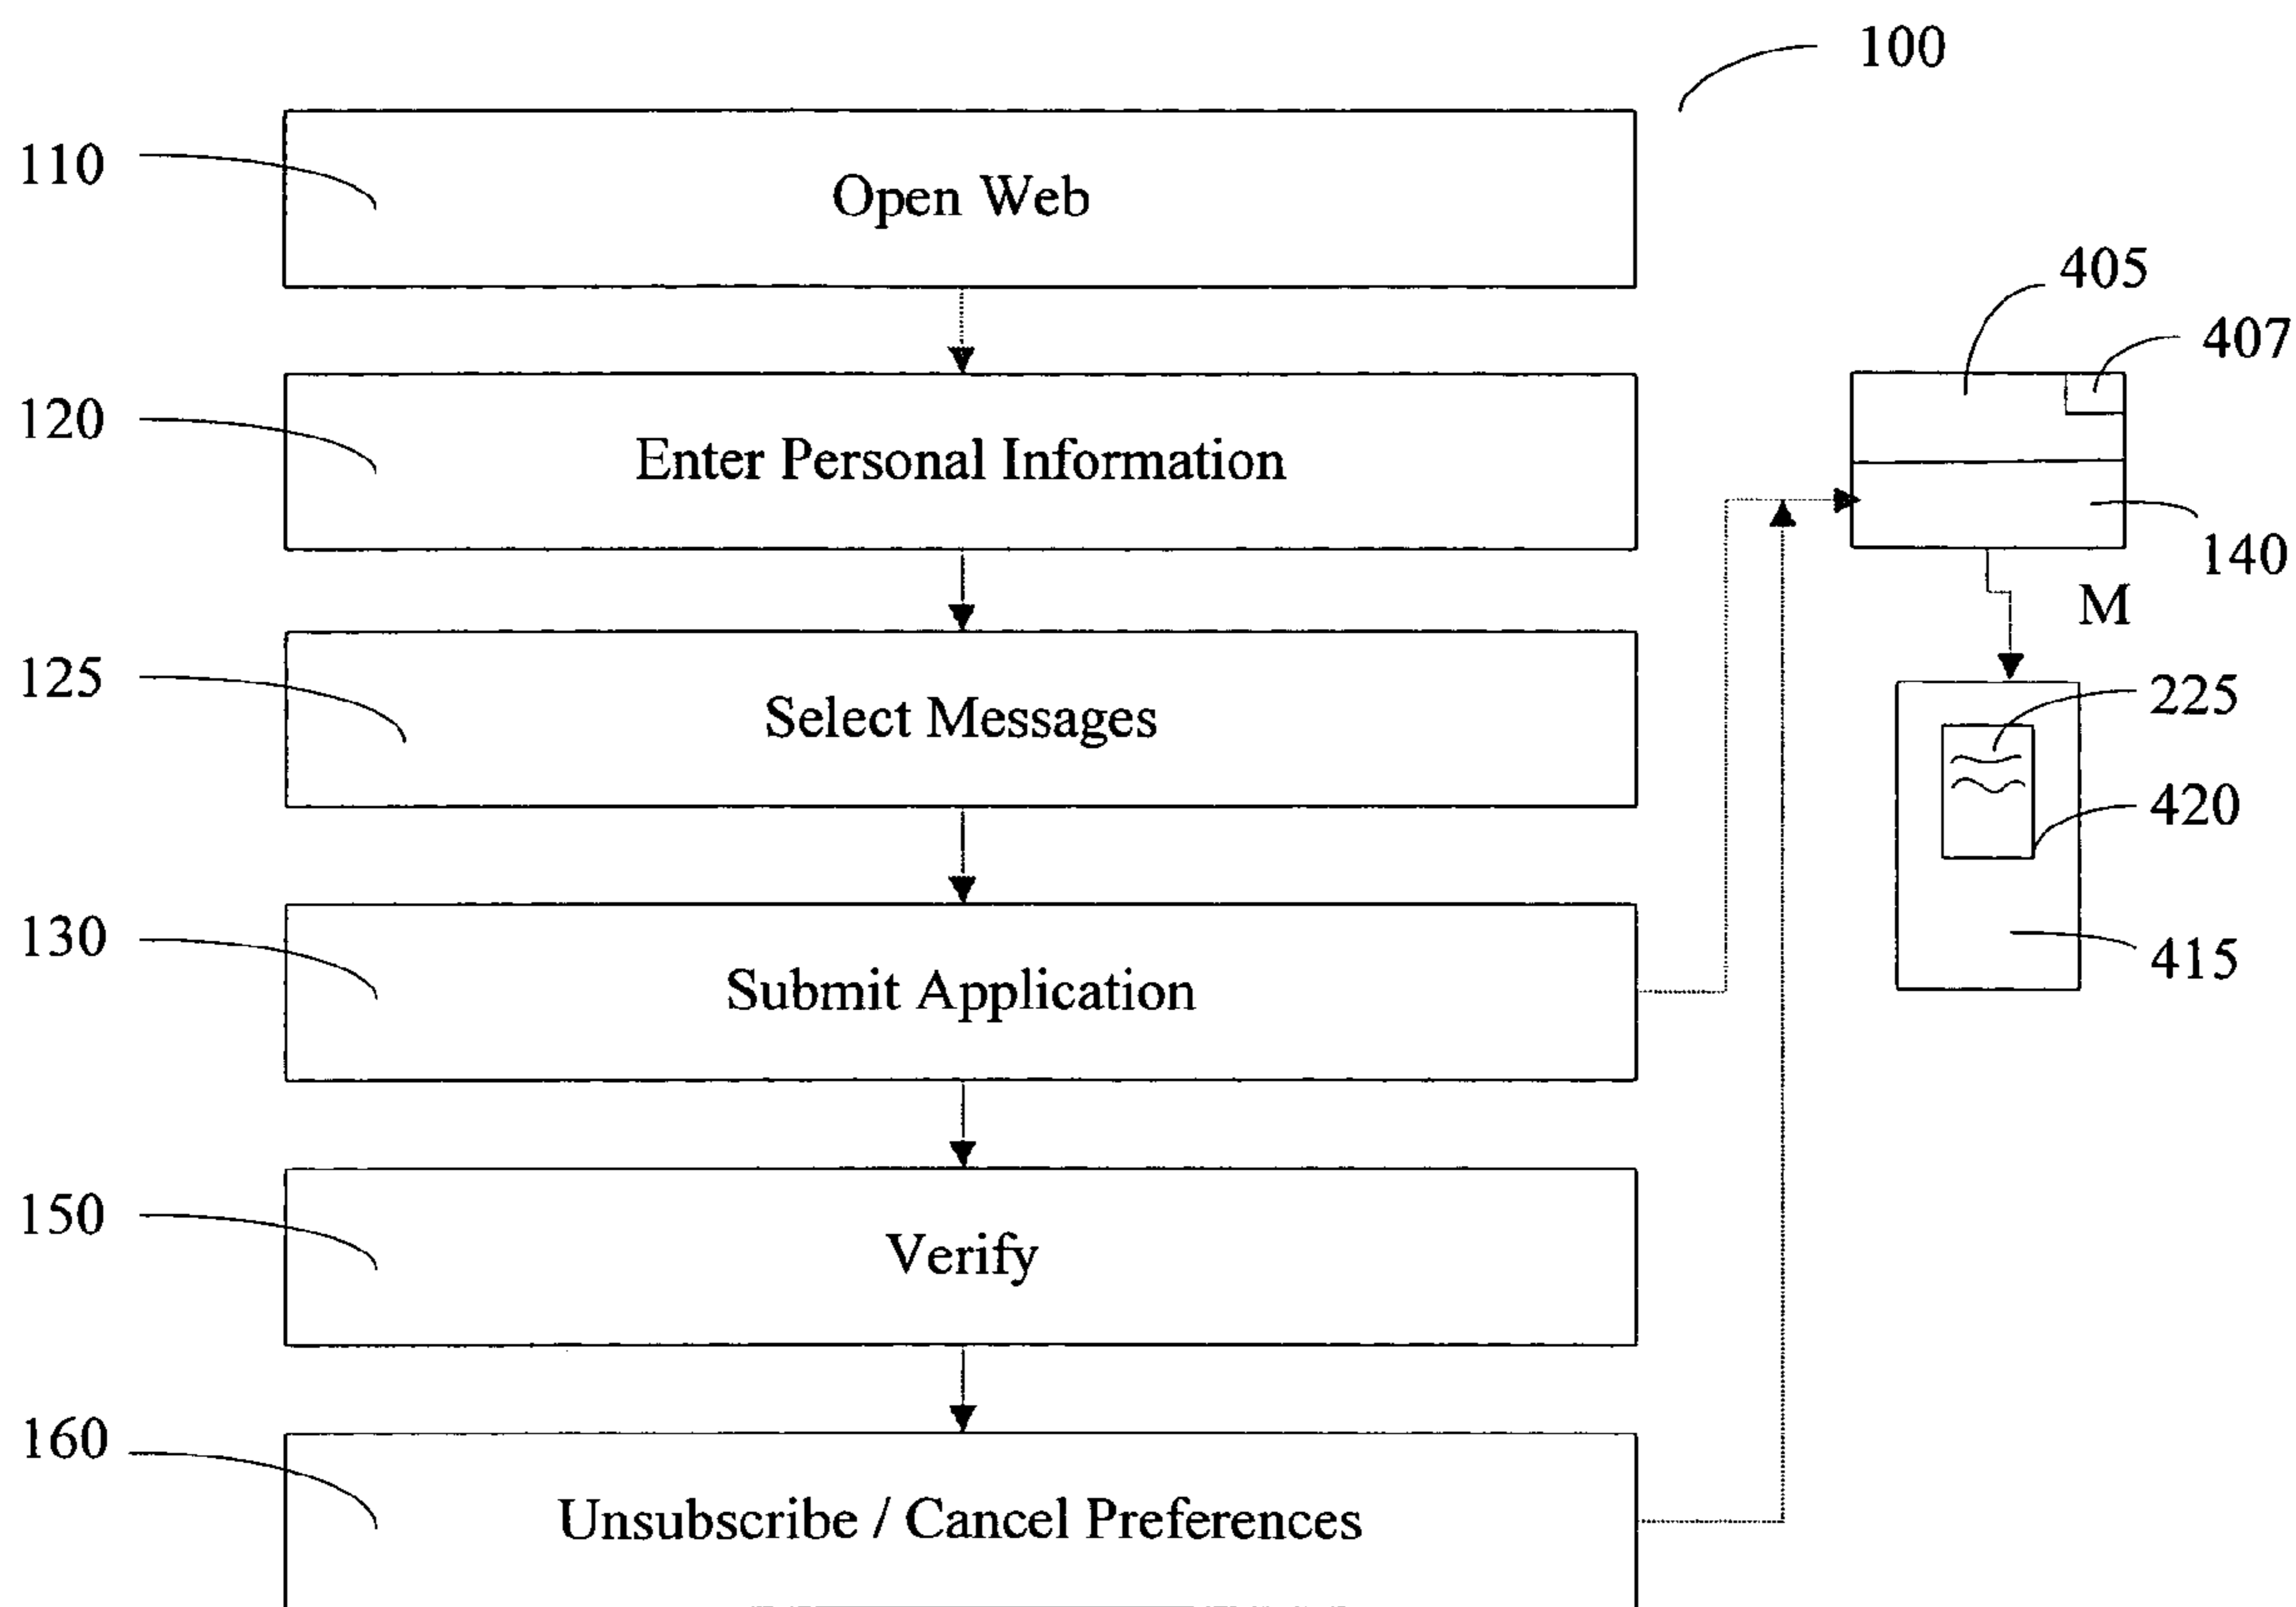 100
110
Open Web
405
407
120
Enter Personal Information
140
M
125
Select Messages
225
420
130
Submit Application
415
150
Verify
160
Unsubscribe / Cancel Preferences